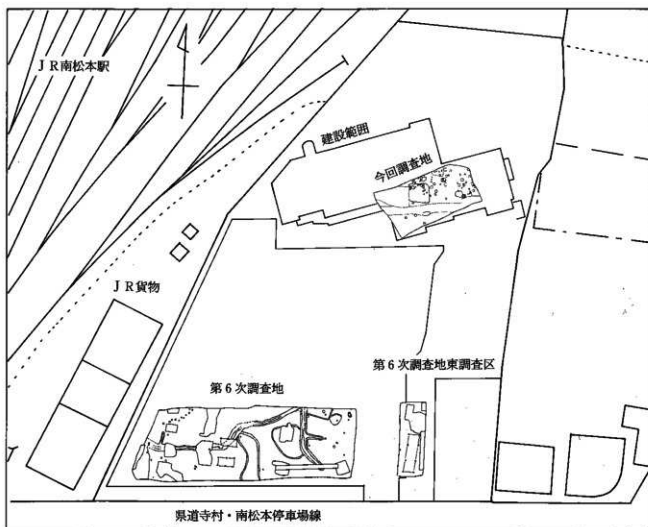 JR南松本駅
建設範囲
今回調査地
JR貨物
第6次調査地東調査区
第6次調査地
県道寺村・南松本停車場線